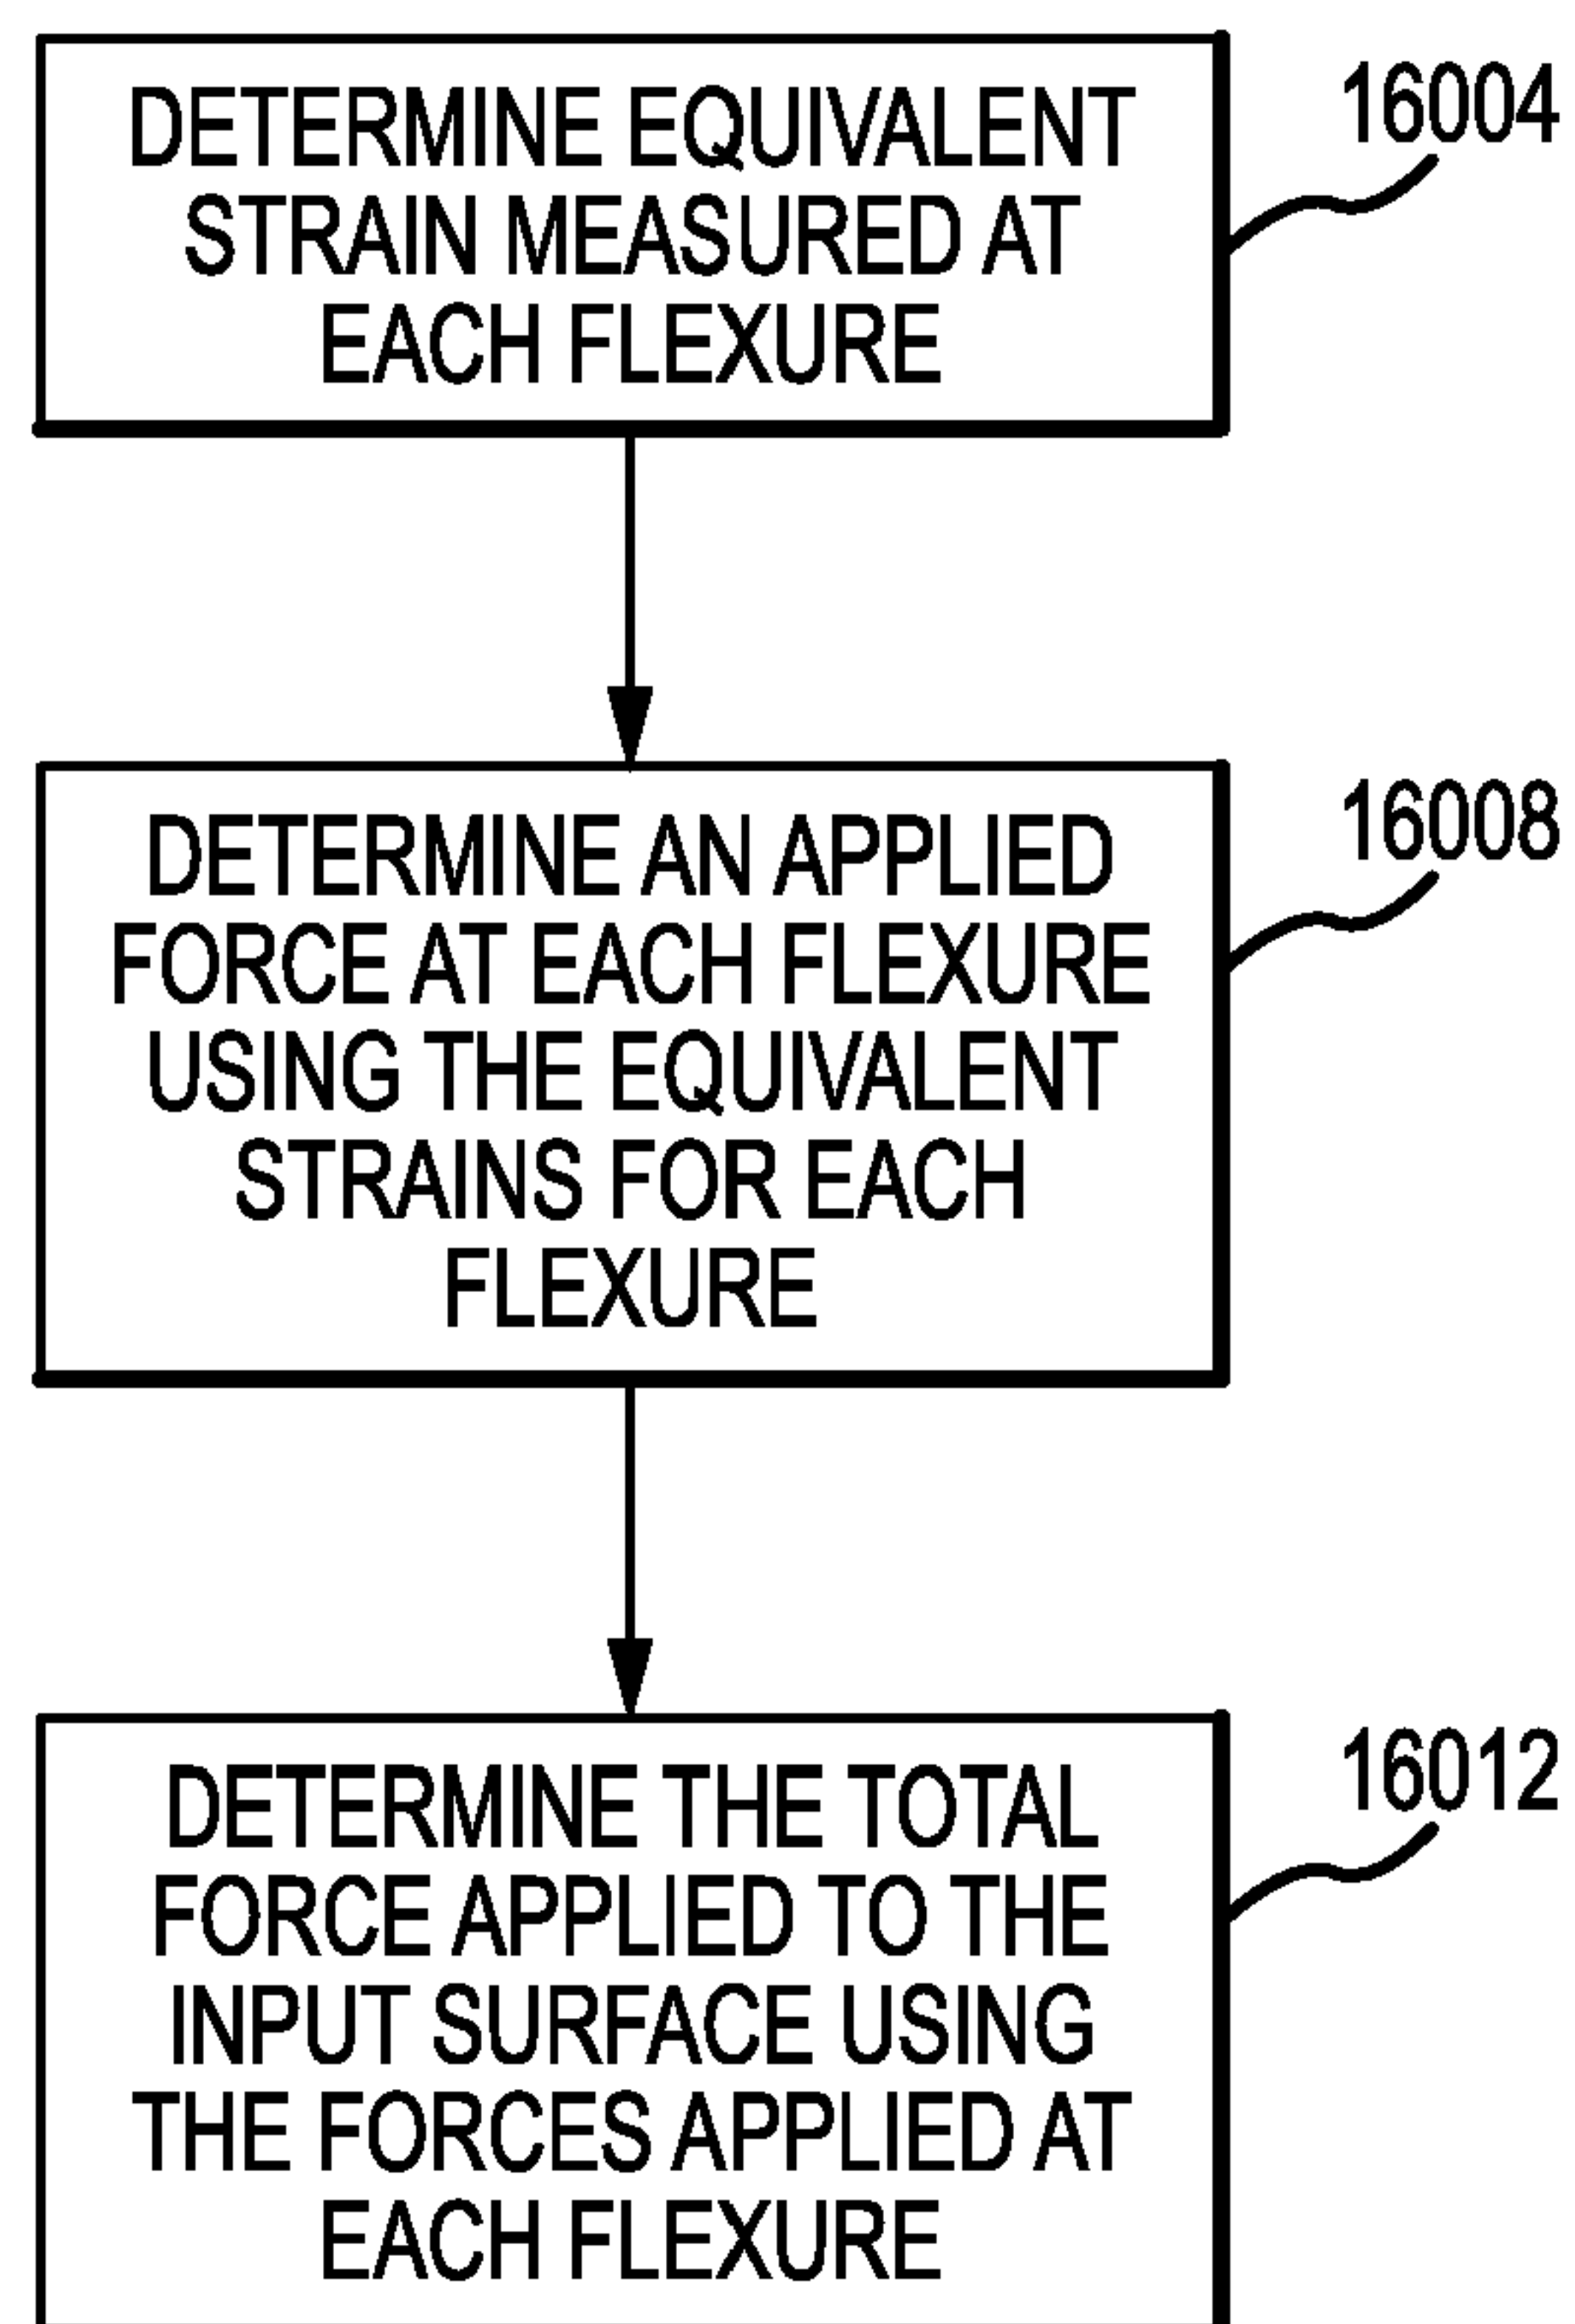 DETERMINE EQUIVALENT
STRAIN MEASURED AT
EACH FLEXURE
16004
DETERMINE AN APPLIED
FORCE AT EACH FLEXURE
USING THE EQUIVALENT
STRAINS FOR EACH
FLEXURE
16008
DETERMINE THE TOTAL
FORCE APPLIED TO THE
INPUT SURFACE USING
THE FORCES APPLIED AT
EACH FLEXURE
16012